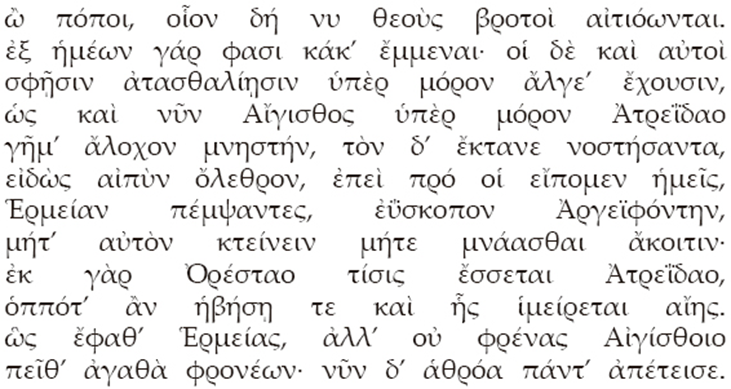 ὢ πόποι, οἷον δή νυ θεοὺς βροτοὶ αἰτιόωνται.
ἐξ ἡμέων γάρ φασι κάκ’ ἔμμεναι· οἱ δὲ καὶ αὐτοὶ
σφῇσιν ἀτασθαλίῃσιν ὑπὲρ μόρον ἄλγε’ ἔχουσιν,
ὡς καὶ νῦν Αἴγισθος ὑπὲρ μόρον Ἀτρεΐδαο
γῆμ’ ἄλοχον μνηστήν, τὸν δ’ ἔκτανε νοστήσαντα,
εἰδὼς αἰπὺν ὄλεθρον, ἐπεὶ πρό οἱ εἴπομεν ἡμεῖς,
Ἑρμείαν πέμψαντες, ἐΰσκοπον Ἀργεϊφόντην,
μήτ’ αὐτὸν κτείνειν μήτε μνάασθαι ἄκοιτιν·
ἐκ γὰρ Ὀρέσταο τίσις ἔσσεται Ἀτρεΐδαο,
ὁππότ’ ἂν ἡβήσῃ τε καὶ ἧς ἱμείρεται αἴης.
ὣς ἔφαθ’ Ἑρμείας, ἀλλ’ οὐ φρένας Αἰγίσθοιο
πεῖθ’ ἀγαθὰ φρονέων· νῦν δ’ ἁθρόα πάντ’ ἀπέτεισε.